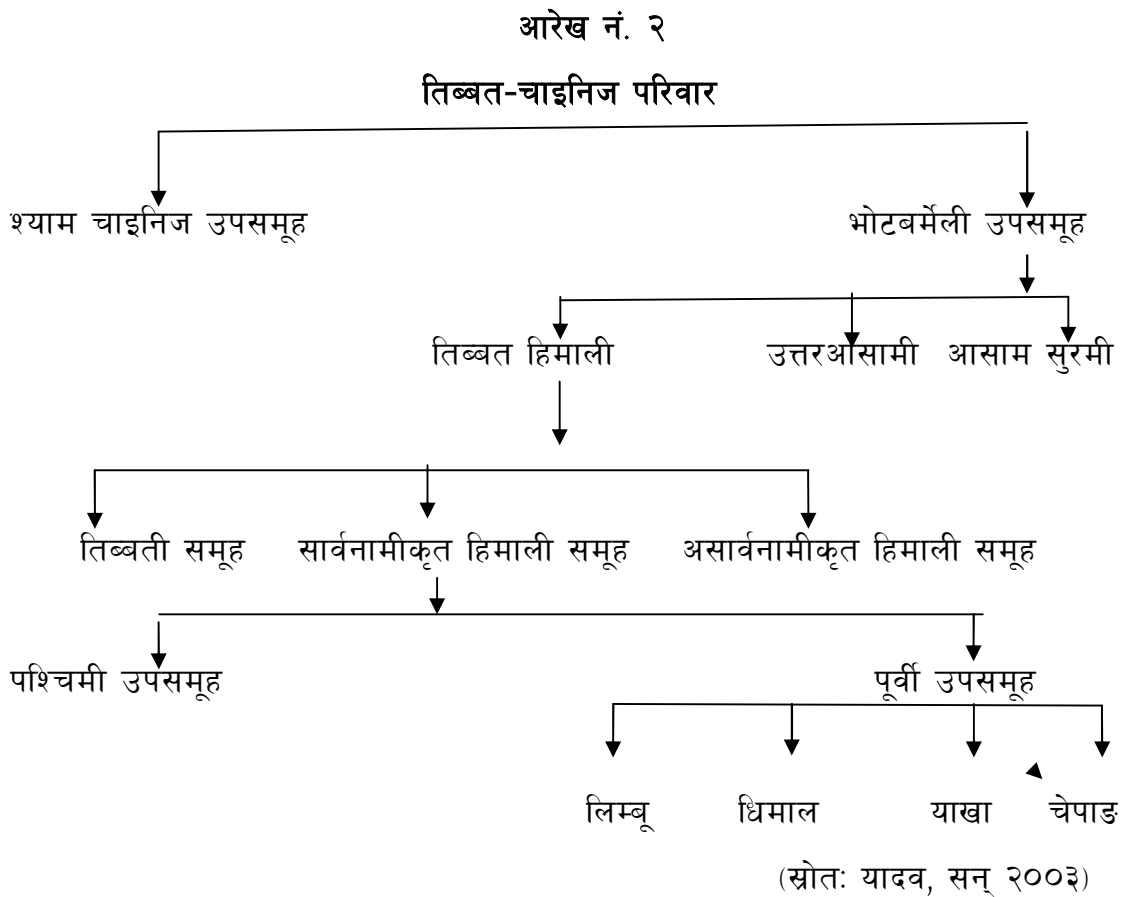 आरेख नं. २
तिब्बत-चाइनिज परिवार
श्याम चाइनिज उपसमूह भोटबर्मेली उपसमूह
तिब्बत हिमाली उत्तरआसामी आसाम सुरमी
तिब्बती समूह सार्वनामीकृत हिमाली समूह असार्वनामीकृत हिमाली समूह
पश्चिमी उपसमूह पूर्वी उपसमूह
लिम्बू धिमाल याखा चेपाङ
(स्रोतः यादव, सन् २००३)